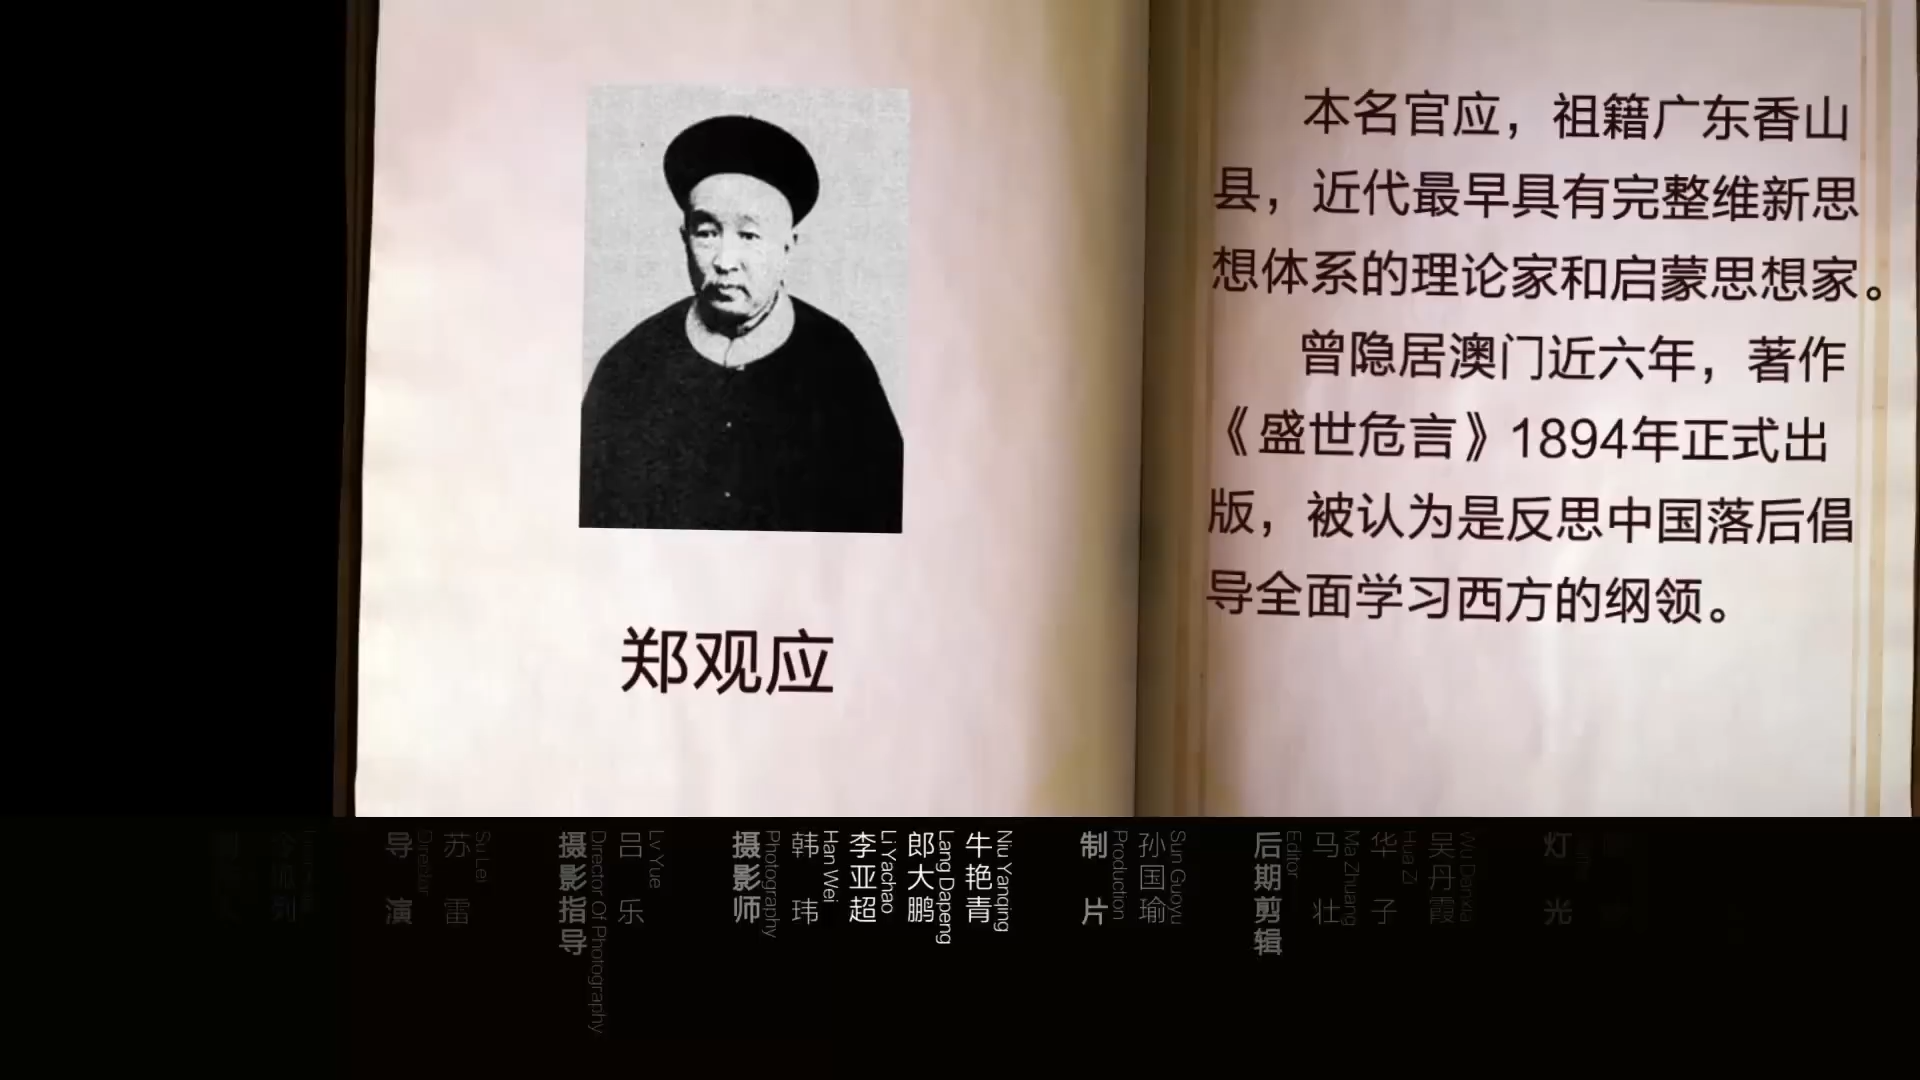 郑观应
本名官应，祖籍广东香山
县，近代最早具有完整维新思
想体系的理论家和启蒙思想家。
曾隐居澳门近六年，著作
《盛世危言》1894年正式出
版，被认为是反思中国落后倡
导全面学习西方的纲领。
导演
Director
苏雷
Su Lei
摄影指导
Director Of Photography
吕乐
Lv Yue
摄影师
Photography
韩玮
Han Wei
李亚超
Li Yachao
郎大鹏
Lang Dapeng
牛艳青
Niu Yanqing
制片
Production
孙国瑜
Sun Guoyu
后期剪辑
Editor
马壮
Ma Zhuang
华子
Hua Zi
吴丹霞
Wu Danxia
灯光